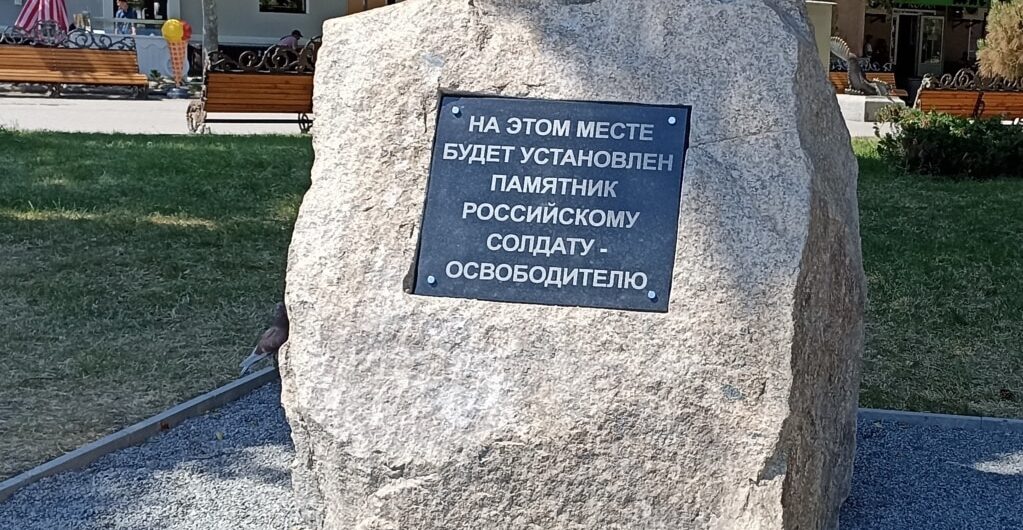 НА ЭТОМ МЕСТЕ
БУДЕТ УСТАНОВЛЕН
ПАМЯТНИК
РОССИЙСКОМУ
СОЛДАТУ -
ОСВОБОДИТЕЛЮ